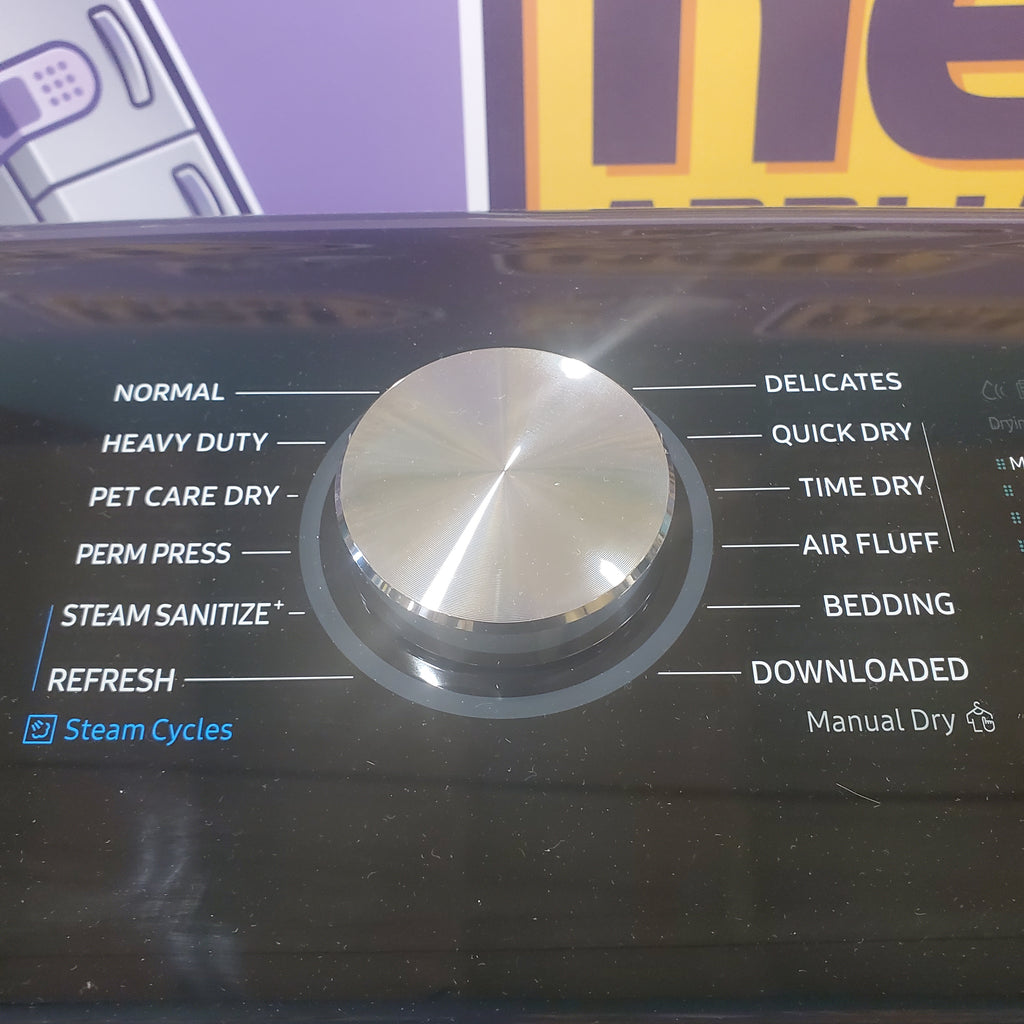 ne
NORMAL
HEAVY DUTY
PET CARE DRY
PERM PRESS
STEAM SANITIZE+
REFRESH
Steam Cycles
DELICATES
QUICK DRY
TIME DRY
AIR FLUFF
BEDDING
DOWNLOADED
Manual Dry